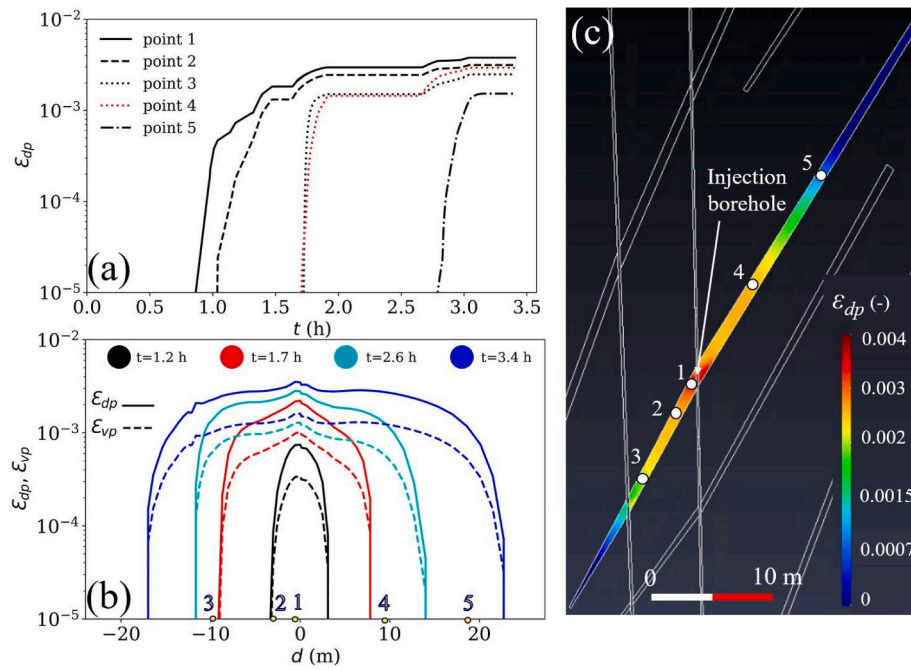 10⁻²
10⁻³
10⁻⁴
10⁻⁵
ε_dp
point 1
point 2
point 3
point 4
point 5
(a)
0.0 0.5 1.0 1.5 2.0 2.5 3.0 3.5
t (h)
10⁻²
10⁻³
10⁻⁴
10⁻⁵
ε_dp, ε_vp
t=1.2 h t=1.7 h t=2.6 h t=3.4 h
ε_dp
ε_vp
(b)
3 2 1 4 5
−20 −10 0 10 20
d (m)
(c)
5
Injection
borehole
4
1
2
3
ε_dp (-)
0.004
0.003
0.002
0.0015
0.0007
0
0 10 m